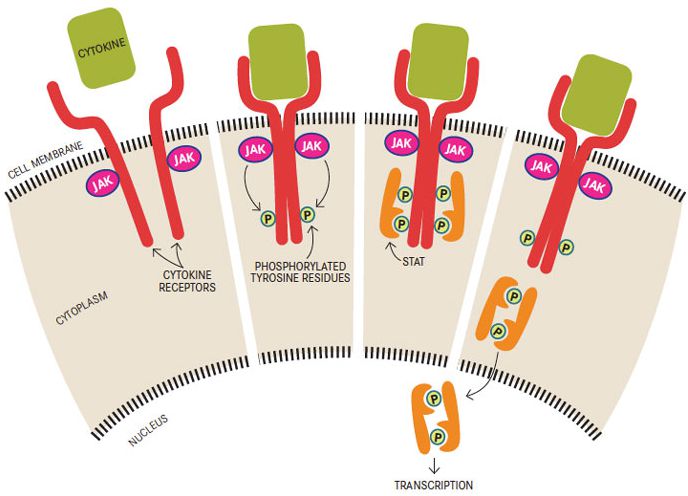 CYTOKINE
CELL MEMBRANE
JAK
JAK
CYTOKINE
RECEPTORS
CYTOPLASM
NUCLEUS
JAK
JAK
P
P
PHOSPHORYLATED
TYROSINE RESIDUES
JAK
JAK
P
P
P
P
STAT
JAK
JAK
P
P
P
P
P
P
TRANSCRIPTION